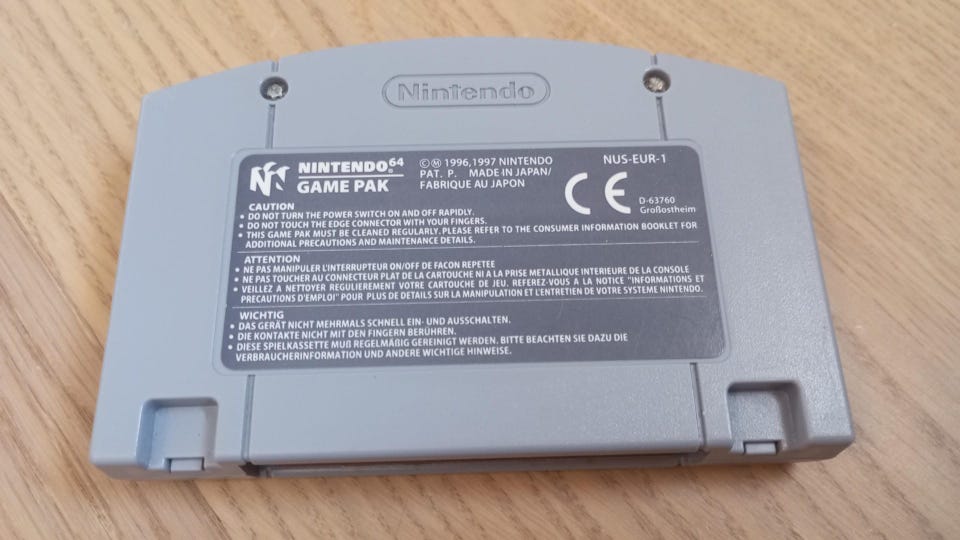 Nintendo
NINTENDO 64
GAME PAK
©Ⓜ 1996,1997 NINTENDO
PAT. P. MADE IN JAPAN/
FABRIQUE AU JAPON
NUS-EUR-1
CE
D-63760
Großostheim
CAUTION
• DO NOT TURN THE POWER SWITCH ON AND OFF RAPIDLY.
• DO NOT TOUCH THE EDGE CONNECTOR WITH YOUR FINGERS.
• THIS GAME PAK MUST BE CLEANED REGULARLY. PLEASE REFER TO THE CONSUMER INFORMATION BOOKLET FOR
ADDITIONAL PRECAUTIONS AND MAINTENANCE DETAILS.
ATTENTION
• NE PAS MANIPULER L'INTERRUPTEUR ON/OFF DE FACON REPETEE
• NE PAS TOUCHER AU CONNECTEUR PLAT DE LA CARTOUCHE NI A LA PRISE METALLIQUE INTERIEURE DE LA CONSOLE
• VEILLEZ A NETTOYER REGULIEREMENT VOTRE CARTOUCHE DE JEU. REFEREZ-VOUS A LA NOTICE "INFORMATIONS ET
PRECAUTIONS D'EMPLOI" POUR PLUS DE DETAILS SUR LA MANIPULATION ET L'ENTRETIEN DE VOTRE SYSTEME NINTENDO.
WICHTIG
• DAS GERÄT NICHT MEHRMALS SCHNELL EIN- UND AUSSCHALTEN.
• DIE KONTAKTE NICHT MIT DEN FINGERN BERÜHREN.
• DIESE SPIELKASSETTE MUß REGELMÄßIG GEREINIGT WERDEN. BITTE BEACHTEN SIE DAZU DIE
VERBRAUCHERINFORMATION UND ANDERE WICHTIGE HINWEISE.